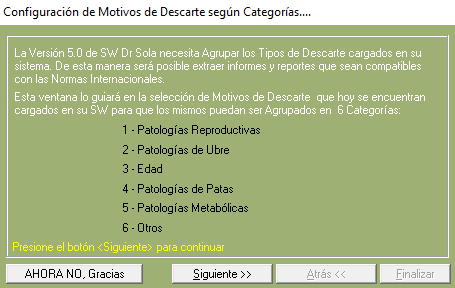 Configuración de Motivos de Descarte según Categorías....
La Versión 5.0 de SW Dr Sola necesita Agrupar los Tipos de Descarte cargados en su
sistema. De esta manera será posible extraer informes y reportes que sean compatibles
con las Normas Internacionales.
Esta ventana lo guiará en la selección de Motivos de Descarte que hoy se encuentran
cargados en su SW para que los mismos puedan ser Agrupados en 6 Categorías:
1 - Patologías Reproductivas
2 - Patologías de Ubre
3 - Edad
4 - Patologías de Patas
5 - Patologías Metabólicas
6 - Otros
Presione el botón <Siguiente> para continuar
AHORA NO, Gracias Siguiente >> Atrás << Finalizar